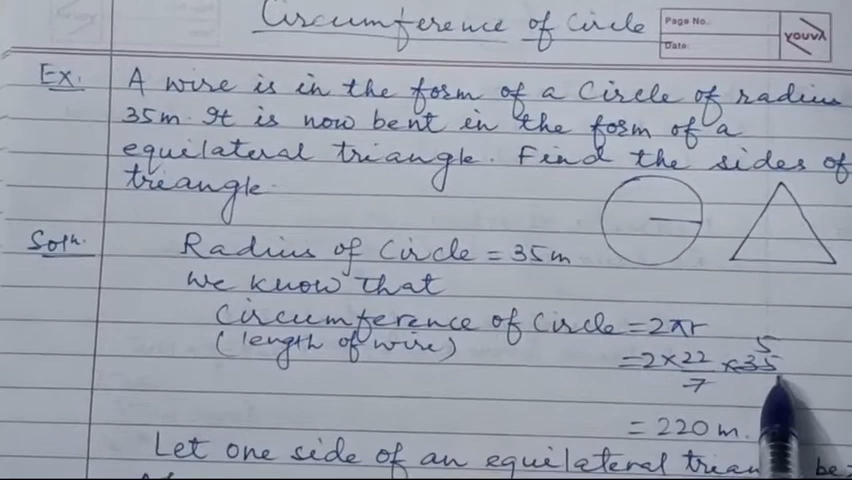 Circumference of Circle
Page No.
Date
YOUVA
Ex. A wire is in the form of a Circle of radius
35m. It is now bent in the form of a
equilateral triangle. Find the sides of
triangle.
Soln. Radius of Circle = 35m
We know that
Circumference of Circle = 2πr
(length of wire) = 2 × 22/7 × 35 5
= 220 m.
Let one side of an equilateral be